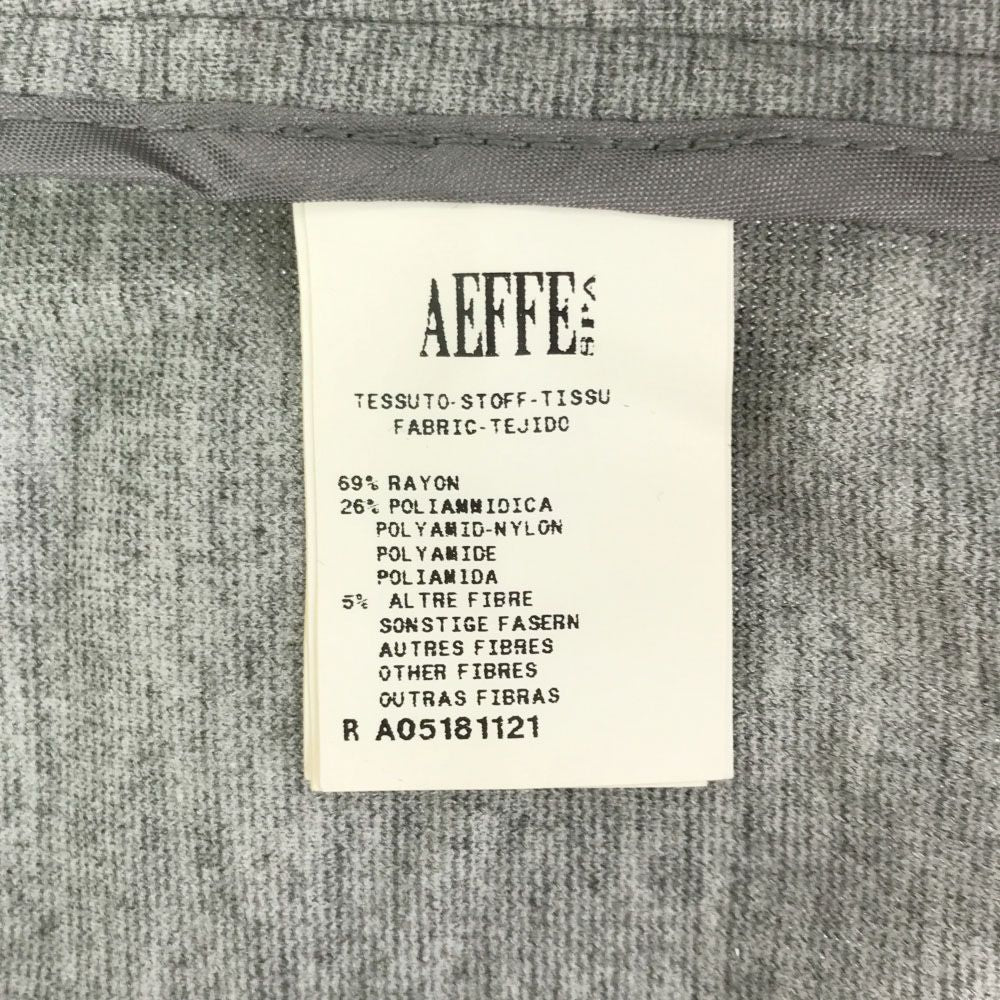 AEFFE SPA
TESSUTO-STOFF-TISSU
FABRIC-TEJIDO
69% RAYON
26% POLIAMMIDICA
POLYAMID-NYLON
POLYAMIDE
POLIAMIDA
5% ALTRE FIBRE
SONSTIGE FASERN
AUTRES FIBRES
OTHER FIBRES
OUTRAS FIBRAS
R A05181121